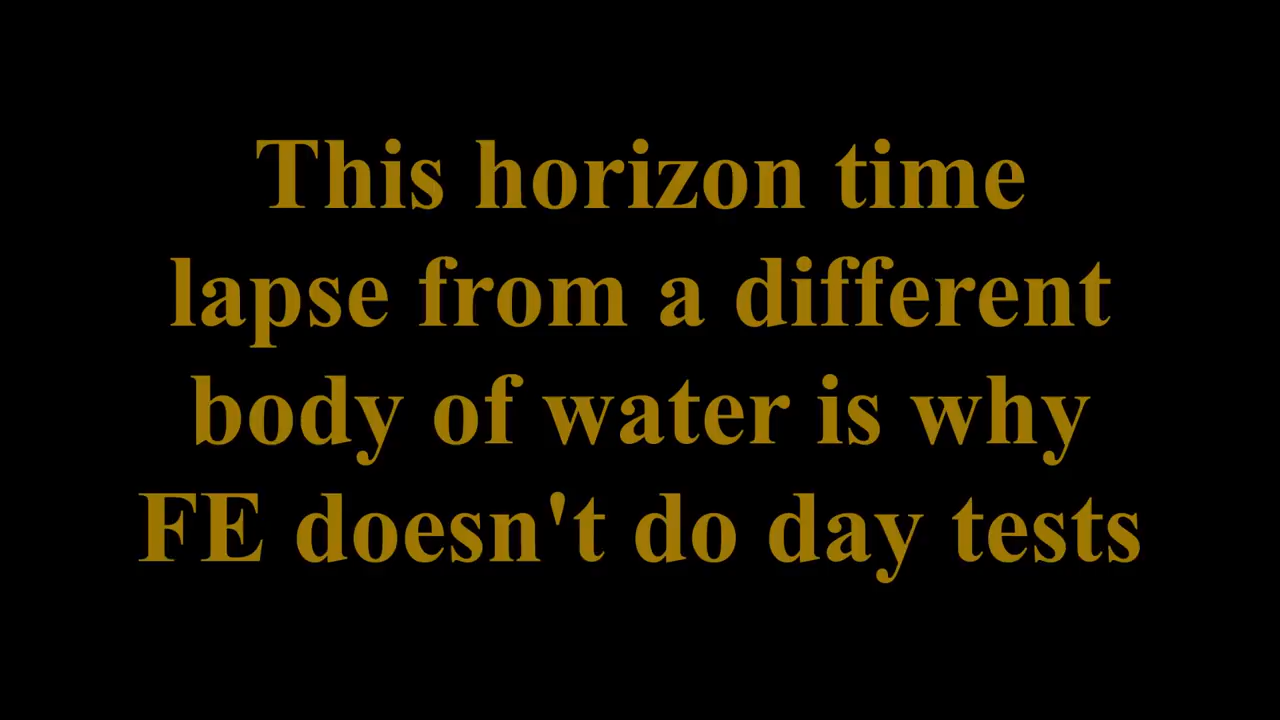 This horizon time
lapse from a different
body of water is why
FE doesn't do day tests